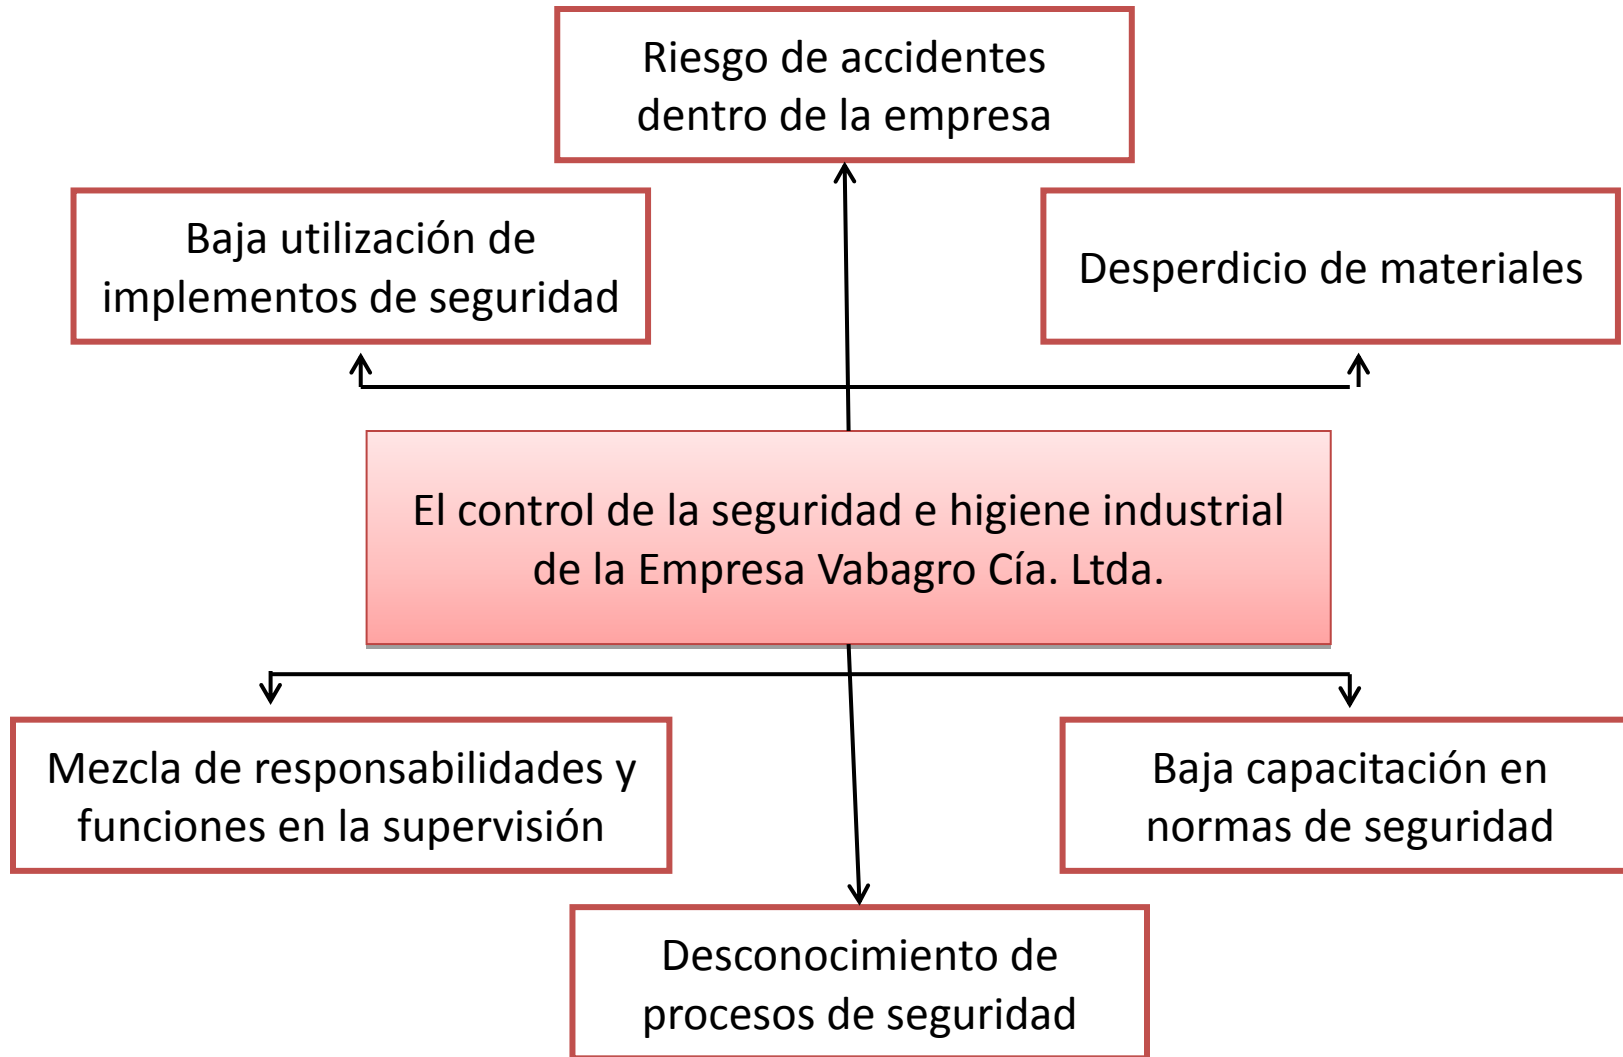 Riesgo de accidentes
dentro de la empresa
Baja utilización de
implementos de seguridad
Desperdicio de materiales
El control de la seguridad e higiene industrial
de la Empresa Vabagro Cía. Ltda.
Mezcla de responsabilidades y
funciones en la supervisión
Baja capacitación en
normas de seguridad
Desconocimiento de
procesos de seguridad